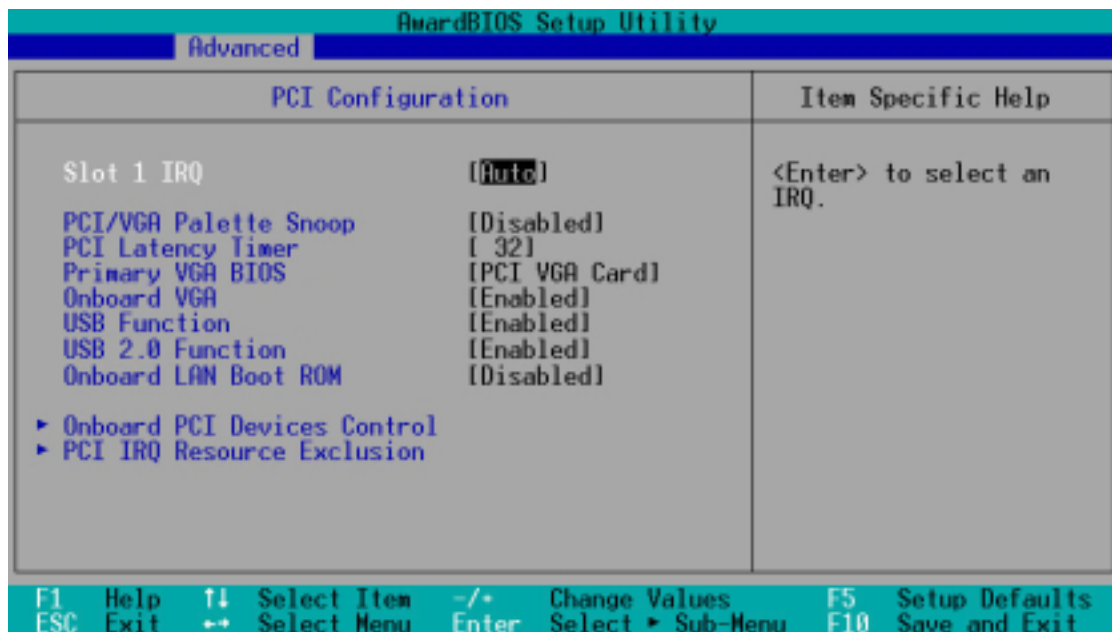 AwardBIOS Setup Utility
Advanced
PCI Configuration
Item Specific Help
Slot 1 IRQ [Auto]
<Enter> to select an
IRQ.
PCI/VGA Palette Snoop [Disabled]
PCI Latency Timer [ 32]
Primary VGA BIOS [PCI VGA Card]
Onboard VGA [Enabled]
USB Function [Enabled]
USB 2.0 Function [Enabled]
Onboard LAN Boot ROM [Disabled]
► Onboard PCI Devices Control
► PCI IRQ Resource Exclusion
F1 Help ↑↓ Select Item -/+ Change Values F5 Setup Defaults
ESC Exit ←→ Select Menu Enter Select ► Sub-Menu F10 Save and Exit